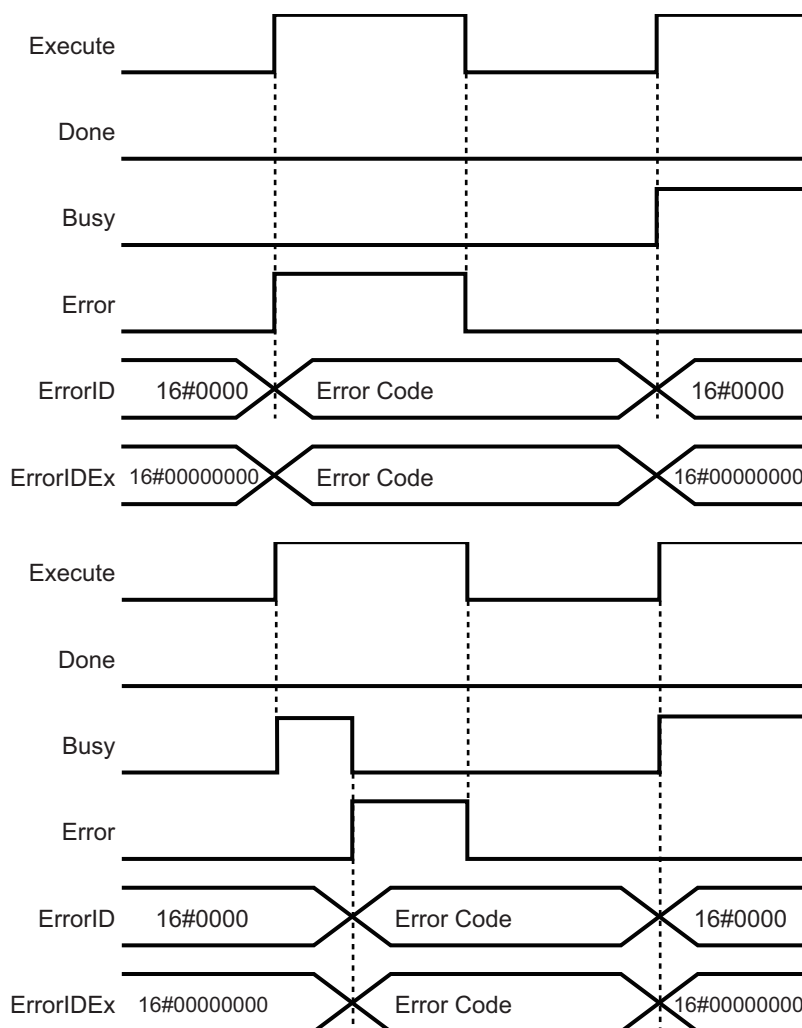 Execute
Done
Busy
Error
ErrorID 16#0000 Error Code 16#0000
ErrorIDEx 16#00000000 Error Code 16#00000000
Execute
Done
Busy
Error
ErrorID 16#0000 Error Code 16#0000
ErrorIDEx 16#00000000 Error Code 16#00000000